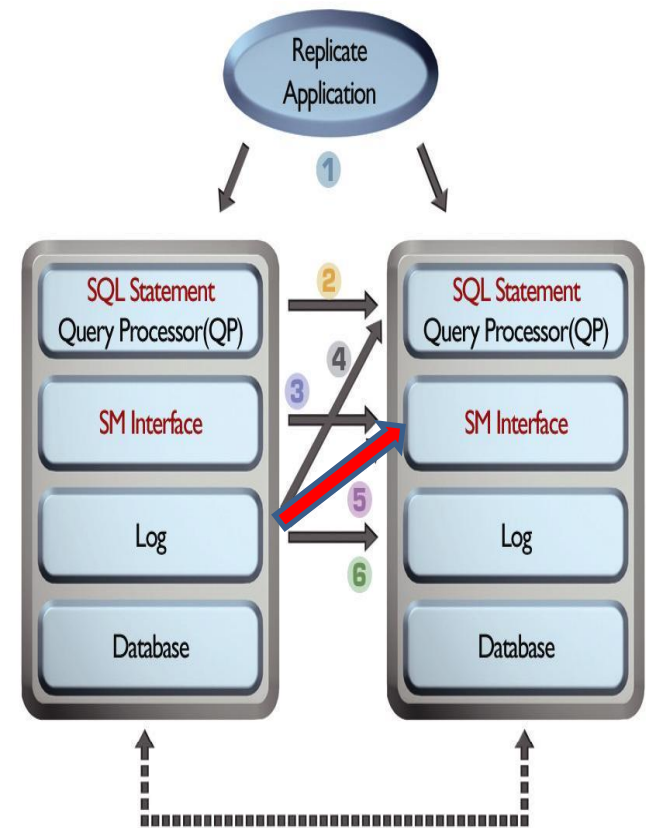 Replicate
Application
1
SQL Statement
Query Processor(QP)
2
SQL Statement
Query Processor(QP)
4
3
SM Interface
SM Interface
5
Log
Log
6
Database
Database